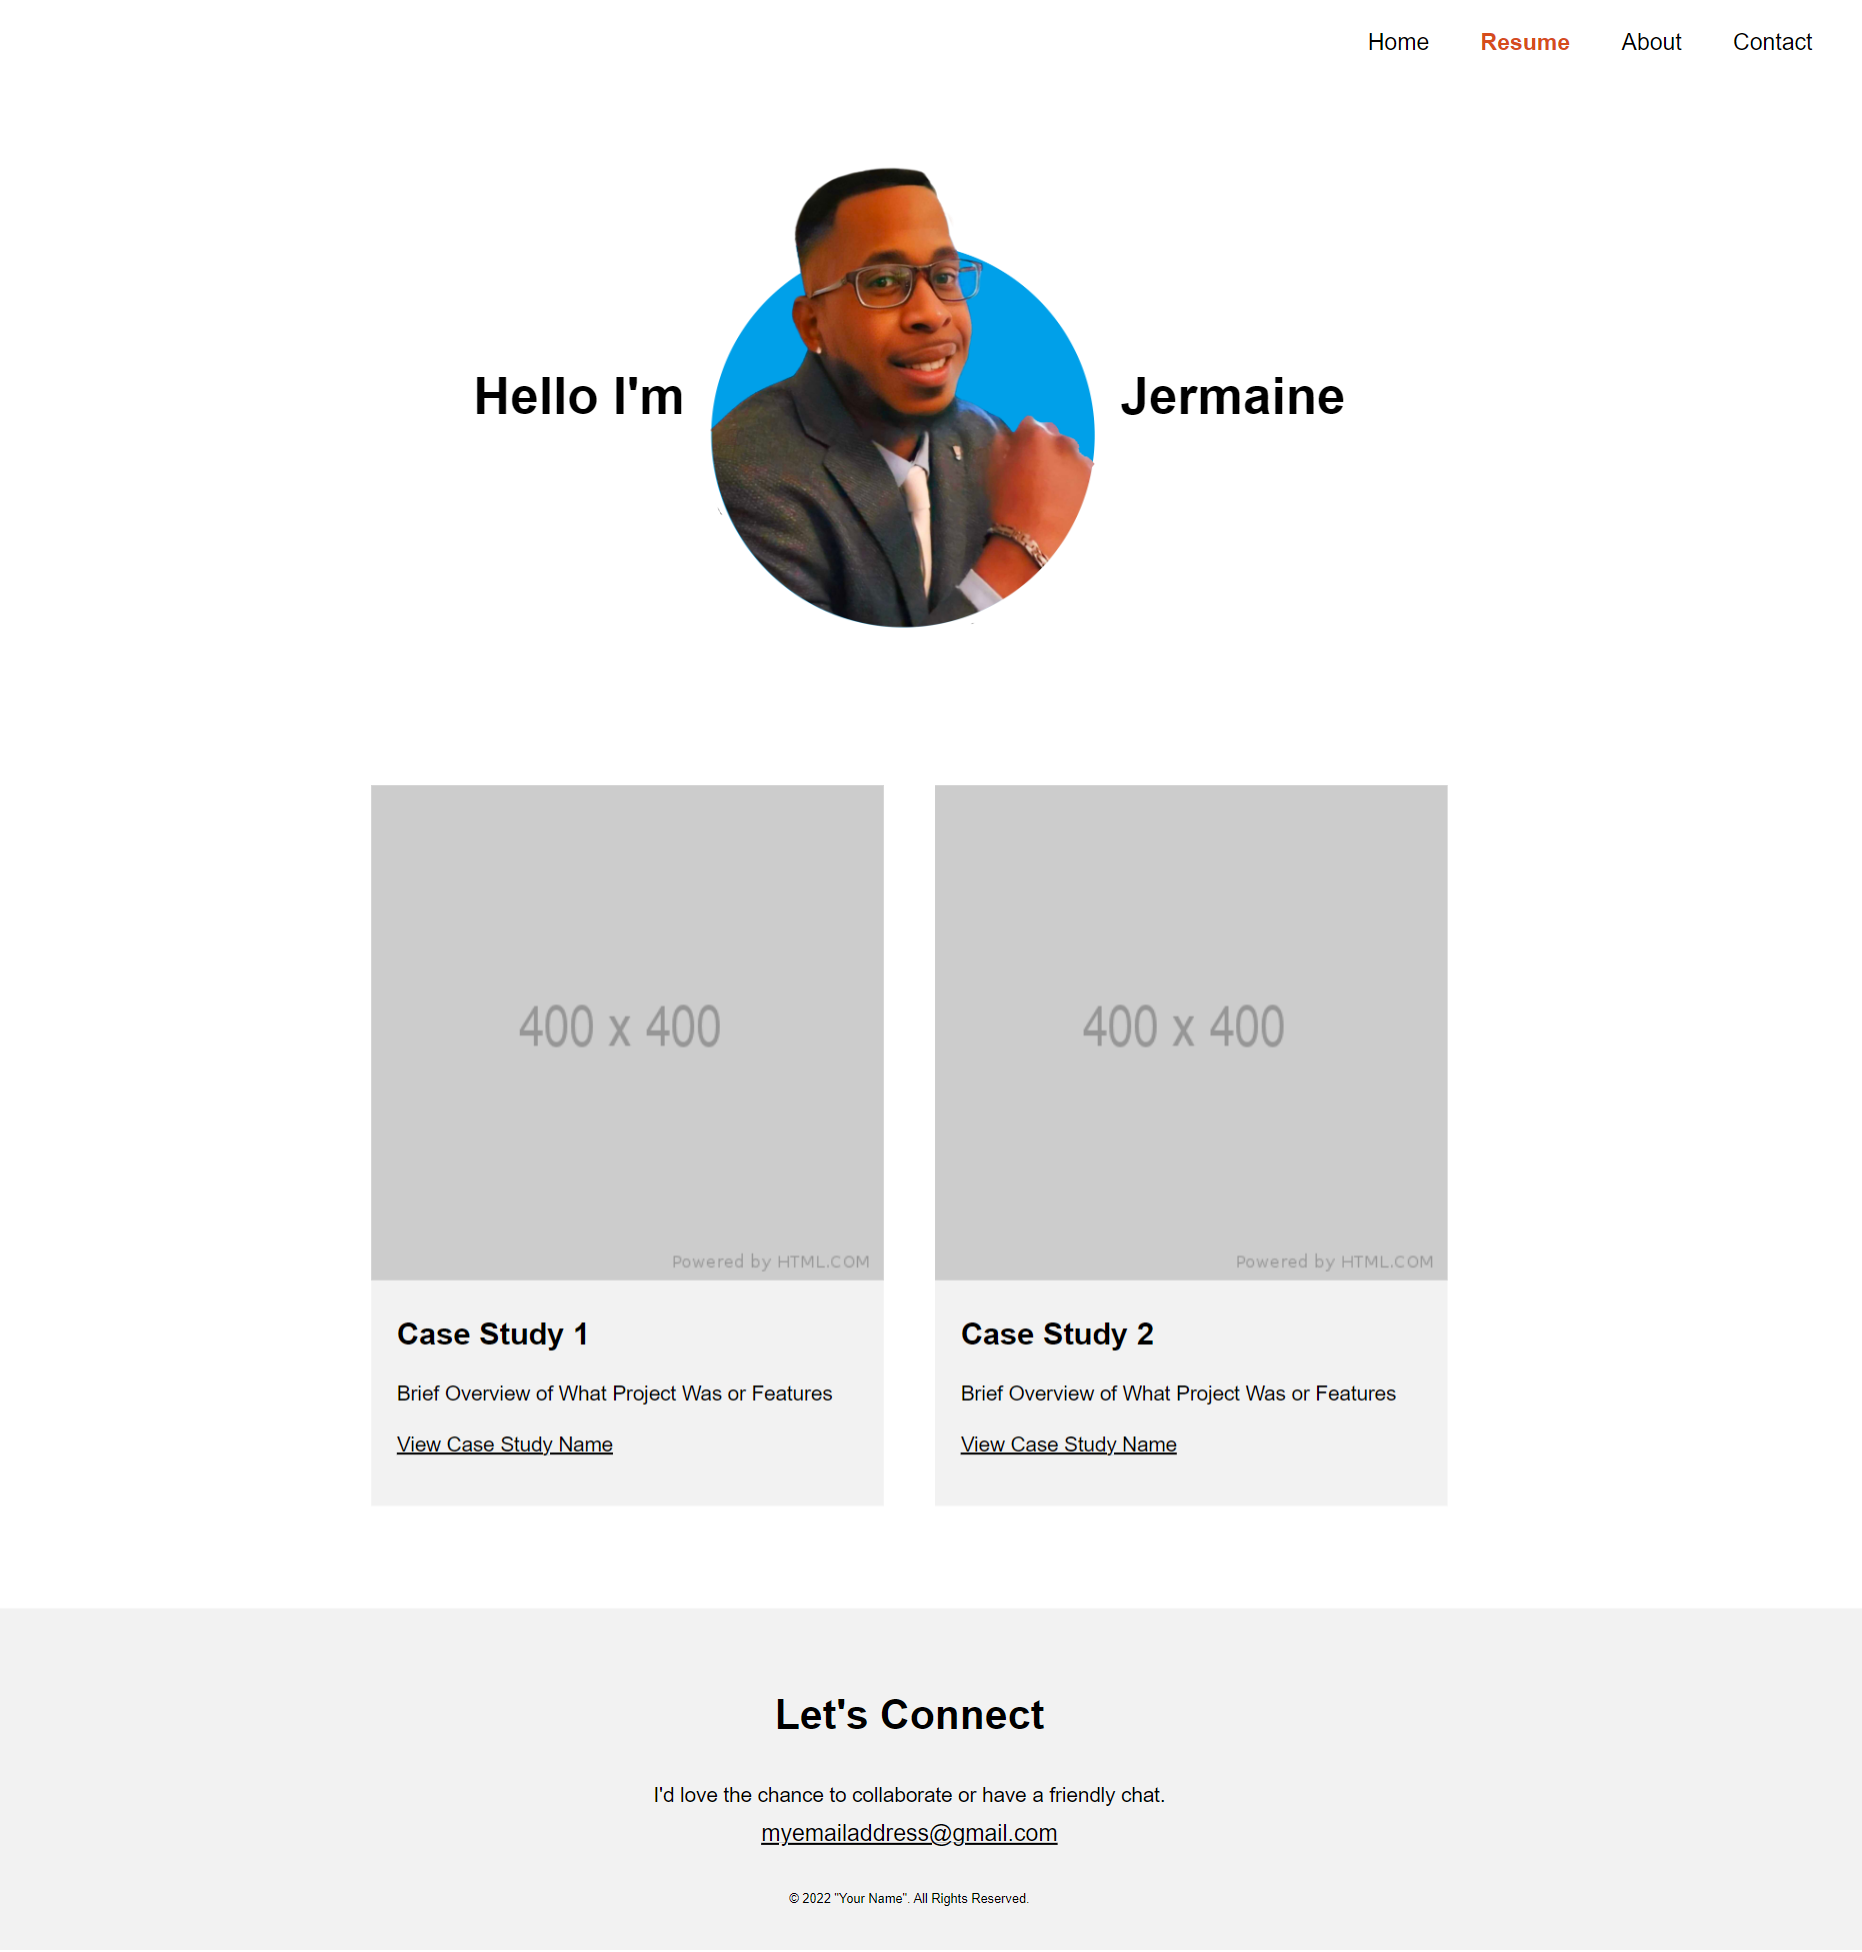 Home Resume About Contact
Hello I'm Jermaine
400 x 400
Powered by HTML.COM
Case Study 1
Brief Overview of What Project Was or Features
View Case Study Name
400 x 400
Powered by HTML.COM
Case Study 2
Brief Overview of What Project Was or Features
View Case Study Name
Let's Connect
I'd love the chance to collaborate or have a friendly chat.
myemailaddress@gmail.com
© 2022 "Your Name". All Rights Reserved.